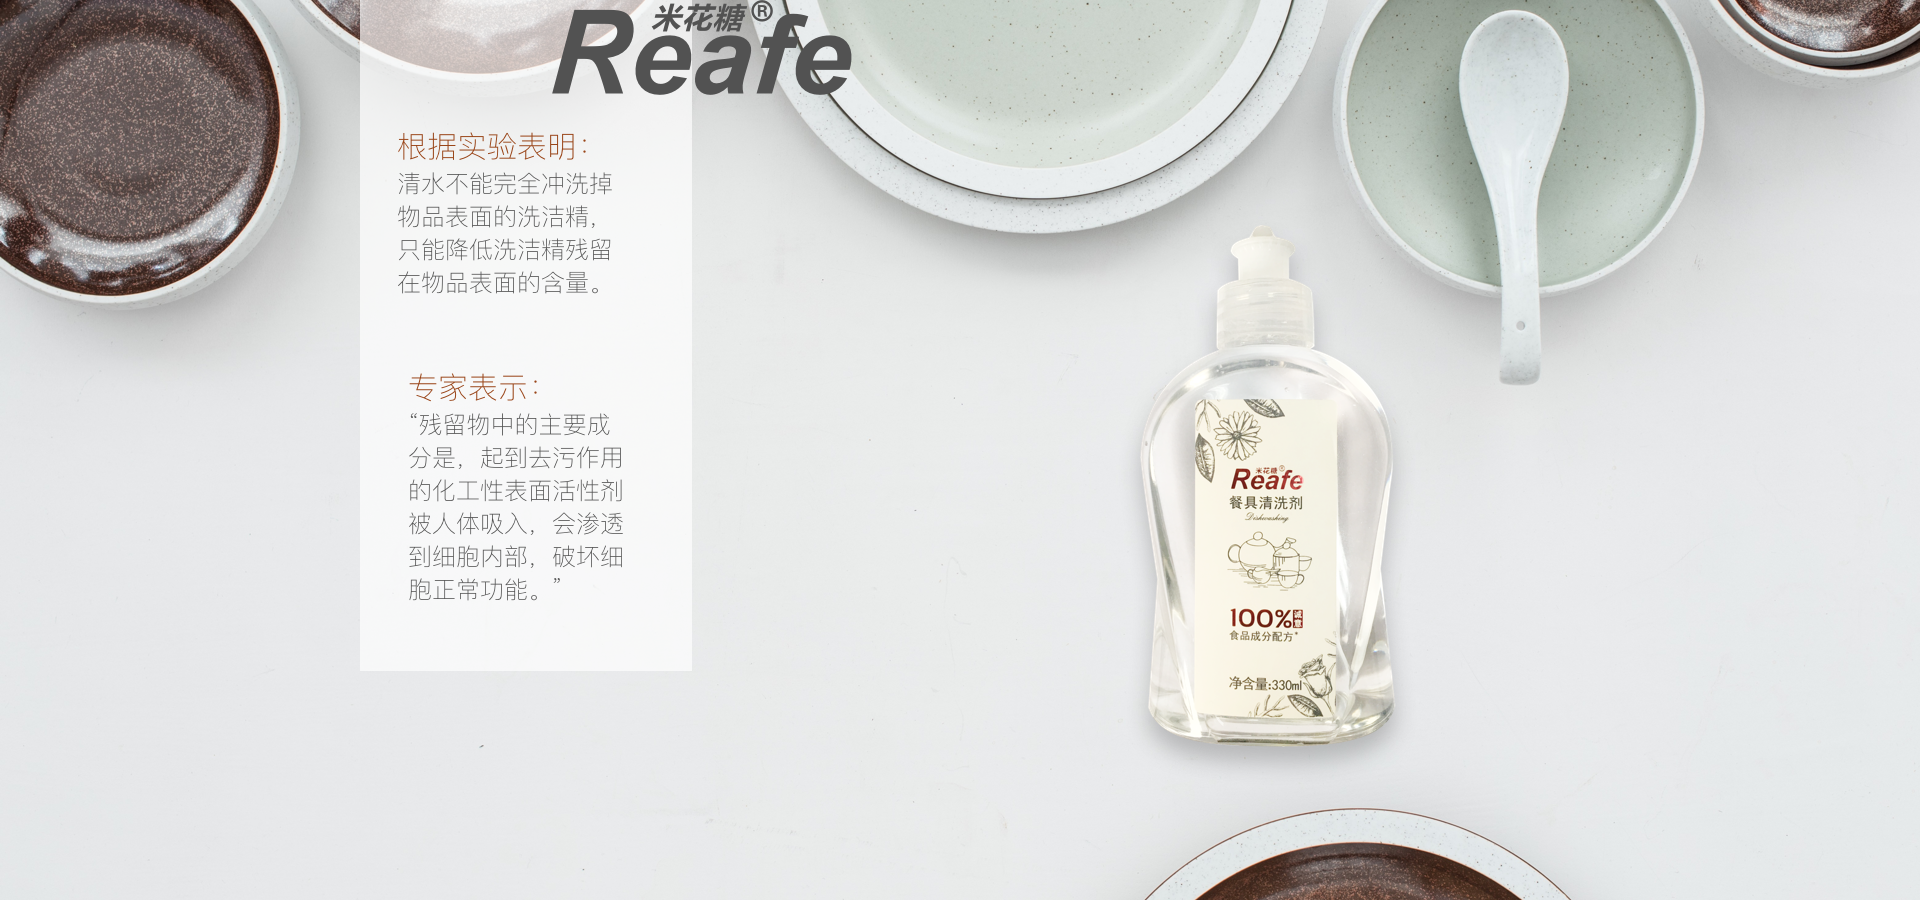 米花糖®
Reafe
根据实验表明：
清水不能完全冲洗掉
物品表面的洗洁精，
只能降低洗洁精残留
在物品表面的含量。
专家表示：
“残留物中的主要成
分是，起到去污作用
的化工性表面活性剂
被人体吸入，会渗透
到细胞内部，破坏细
胞正常功能。”
米花糖®
Reafe
餐具清洗剂
Dishwashing
100%
食品成分配方*
净含量:330ml